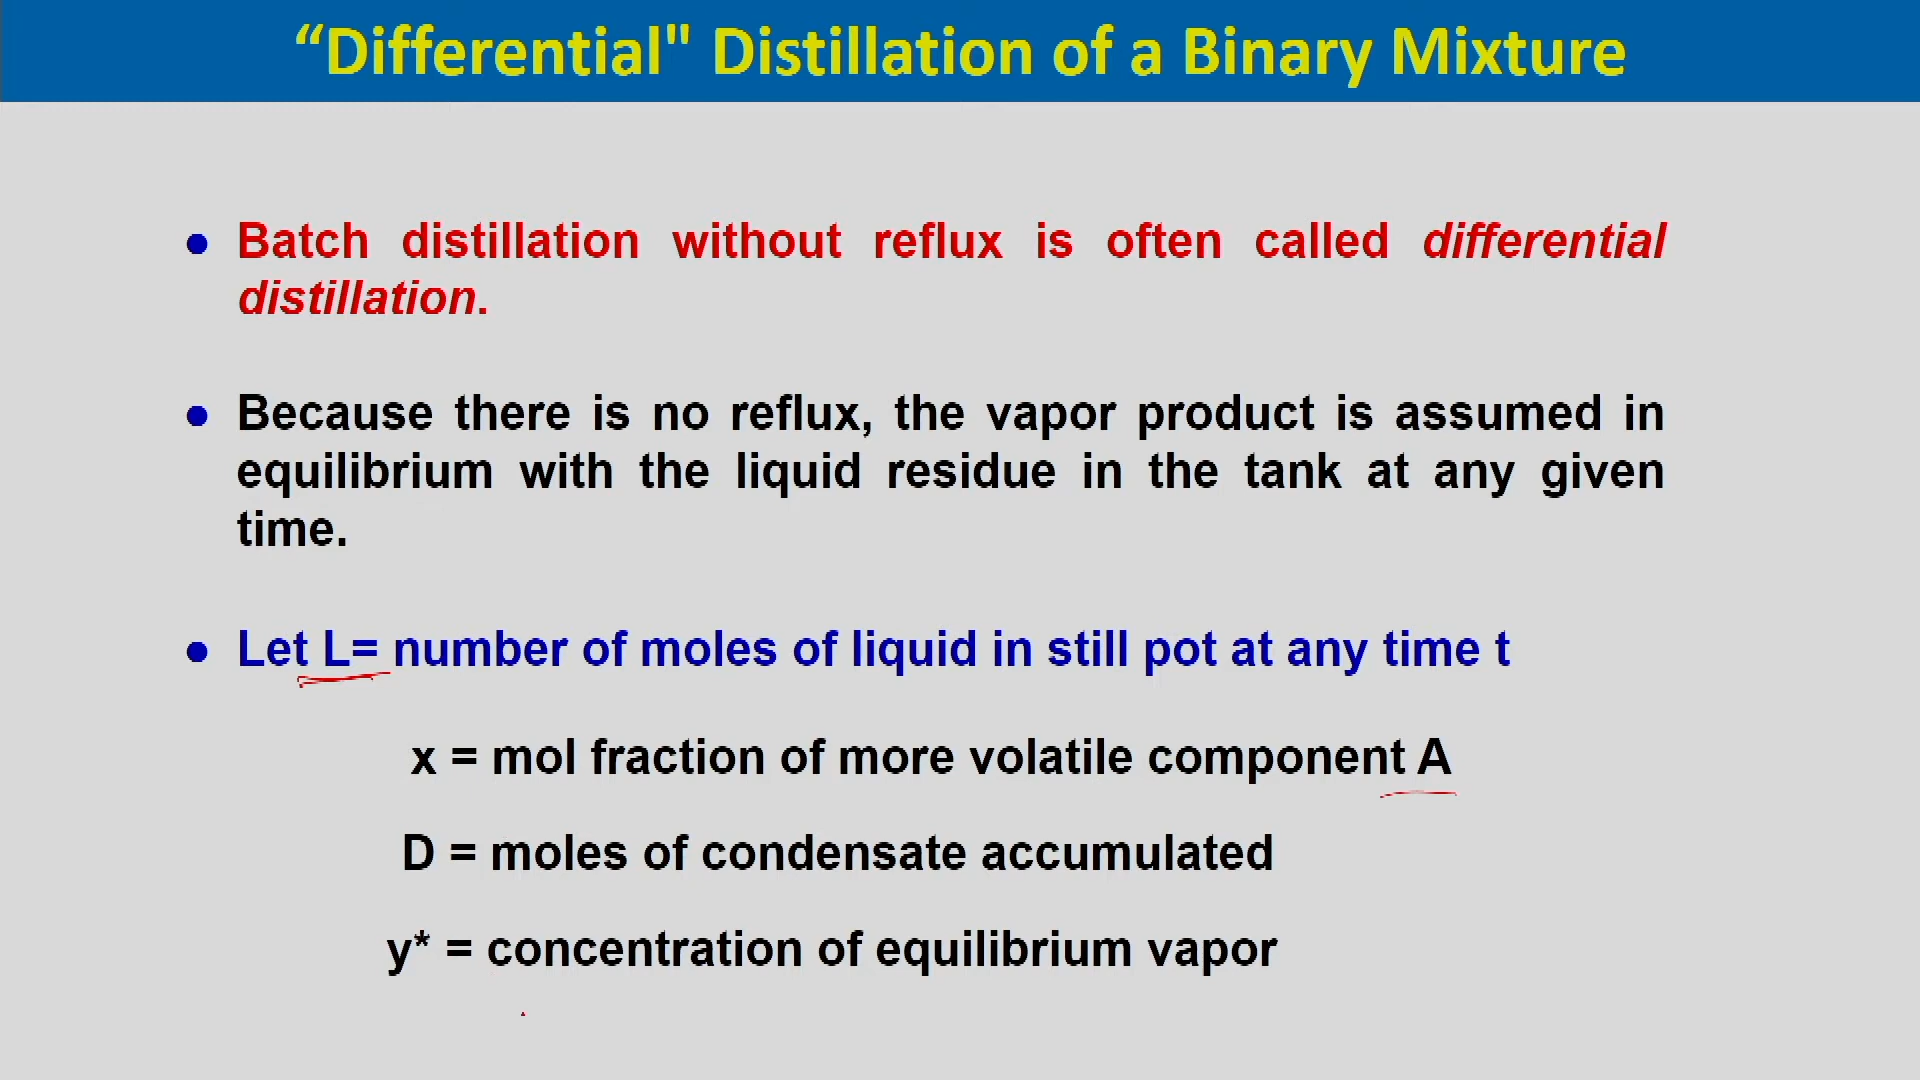 “Differential" Distillation of a Binary Mixture
● Batch distillation without reflux is often called differential
distillation.
● Because there is no reflux, the vapor product is assumed in
equilibrium with the liquid residue in the tank at any given
time.
● Let L= number of moles of liquid in still pot at any time t
x = mol fraction of more volatile component A
D = moles of condensate accumulated
y* = concentration of equilibrium vapor